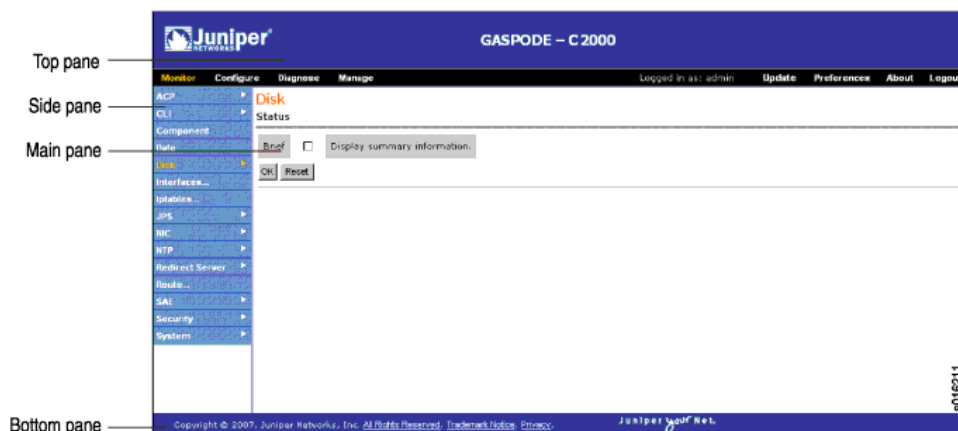 Juniper
NETWORKS
GASPODE – C2000
Top pane
Monitor Configure Diagnose Manage Logged in as: admin Update Preferences About Logou
Side pane
ACP
CLI
Component
Date
Disk
Interfaces...
Iptables...
JPS
NIC
NTP
Redirect Server
Route...
SAE
Security
System
Disk
Status
Main pane
Brief Display summary information.
OK Reset
g016211
Bottom pane
Copyright © 2007, Juniper Networks, Inc. All Rights Reserved. Trademark Notice. Privacy.
Juniper your Net.